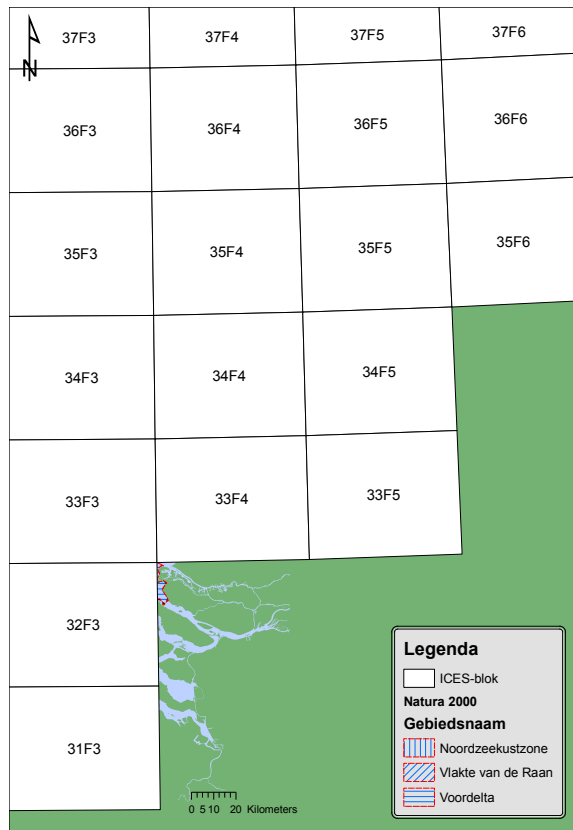 37F3 37F4 37F5 37F6
N
36F3 36F4 36F5 36F6
35F3 35F4 35F5 35F6
34F3 34F4 34F5
33F3 33F4 33F5
32F3
31F3
0 5 10 20 Kilometers
Legenda
ICES-blok
Natura 2000
Gebiedsnaam
Noordzeekustzone
Vlakte van de Raan
Voordelta